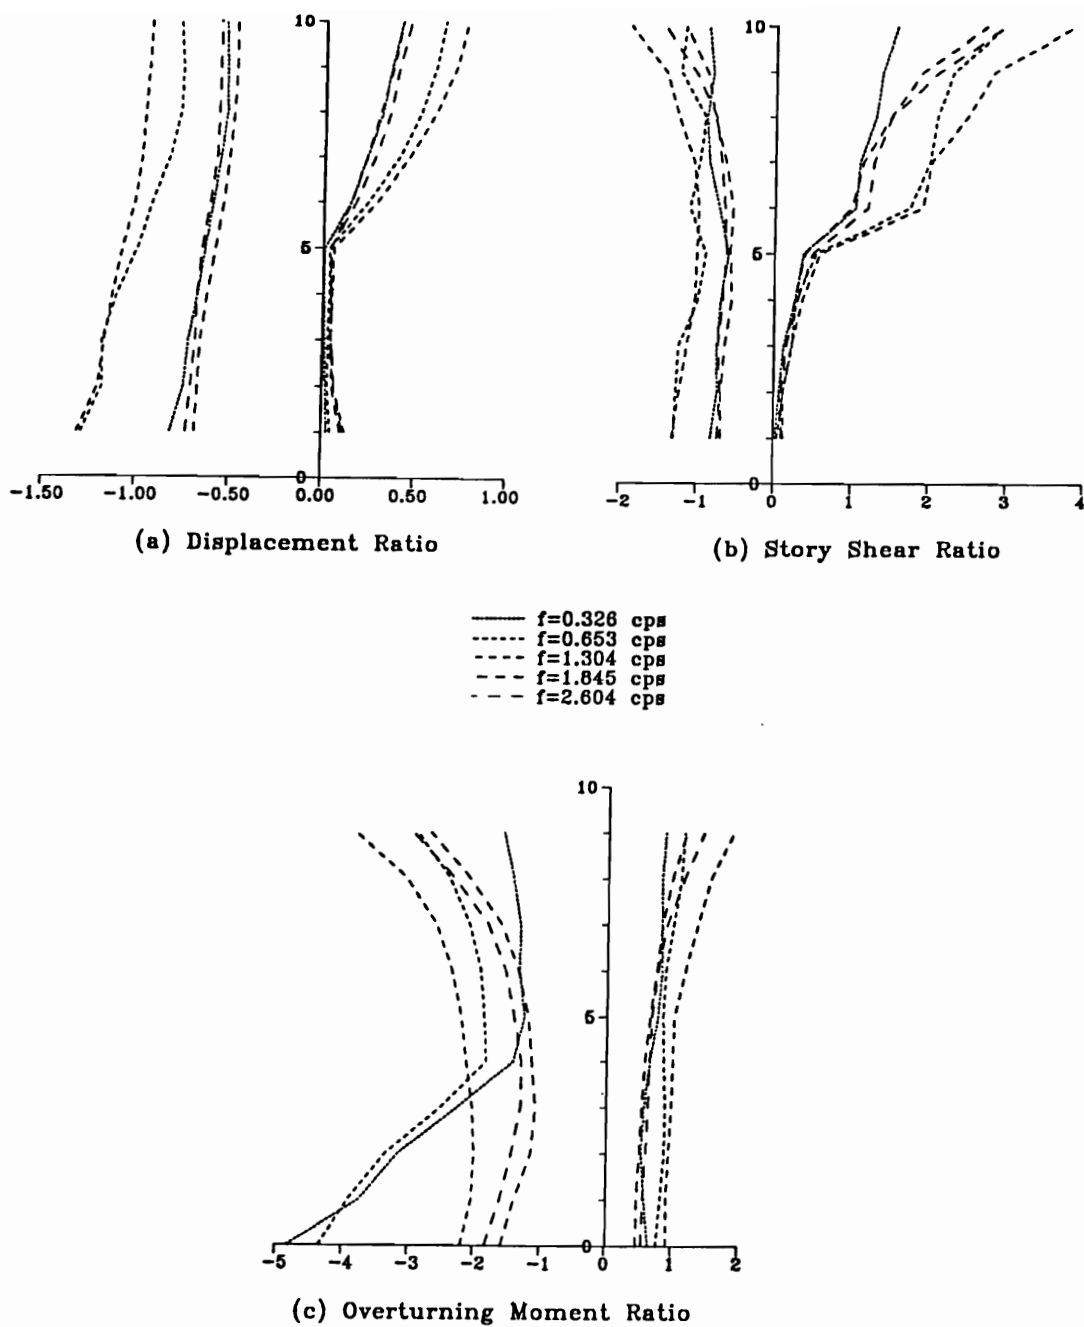 10
5
0
-1.50 -1.00 -0.50 0.00 0.50 1.00
(a) Displacement Ratio
10
5
0
-2 -1 0 1 2 3 4
(b) Story Shear Ratio
f=0.326 cps
f=0.653 cps
f=1.304 cps
f=1.845 cps
f=2.604 cps
10
5
0
-5 -4 -3 -2 -1 0 1 2
(c) Overturning Moment Ratio